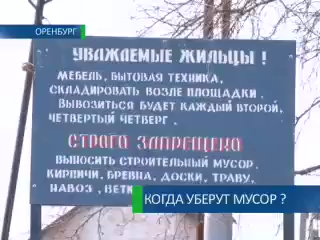 ОРЕНБУРГ
УВАЖАЕМЫЕ ЖИЛЬЦЫ !
МЕБЕЛЬ, БЫТОВАЯ ТЕХНИКА,
СКЛАДИРОВАТЬ ВОЗЛЕ ПЛОЩАДКИ,
ВЫВОЗИТЬСЯ БУДЕТ КАЖДЫЙ ВТОРОЙ,
ЧЕТВЕРТЫЙ ЧЕТВЕРГ.
СТРОГО ЗАПРЕЩЕНО
ВЫНОСИТЬ СТРОИТЕЛЬНЫЙ МУСОР,
КИРПИЧИ, БРЕВНА, ДОСКИ, ТРАВУ,
НАВОЗ, ВЕТК
КОГДА УБЕРУТ МУСОР ?